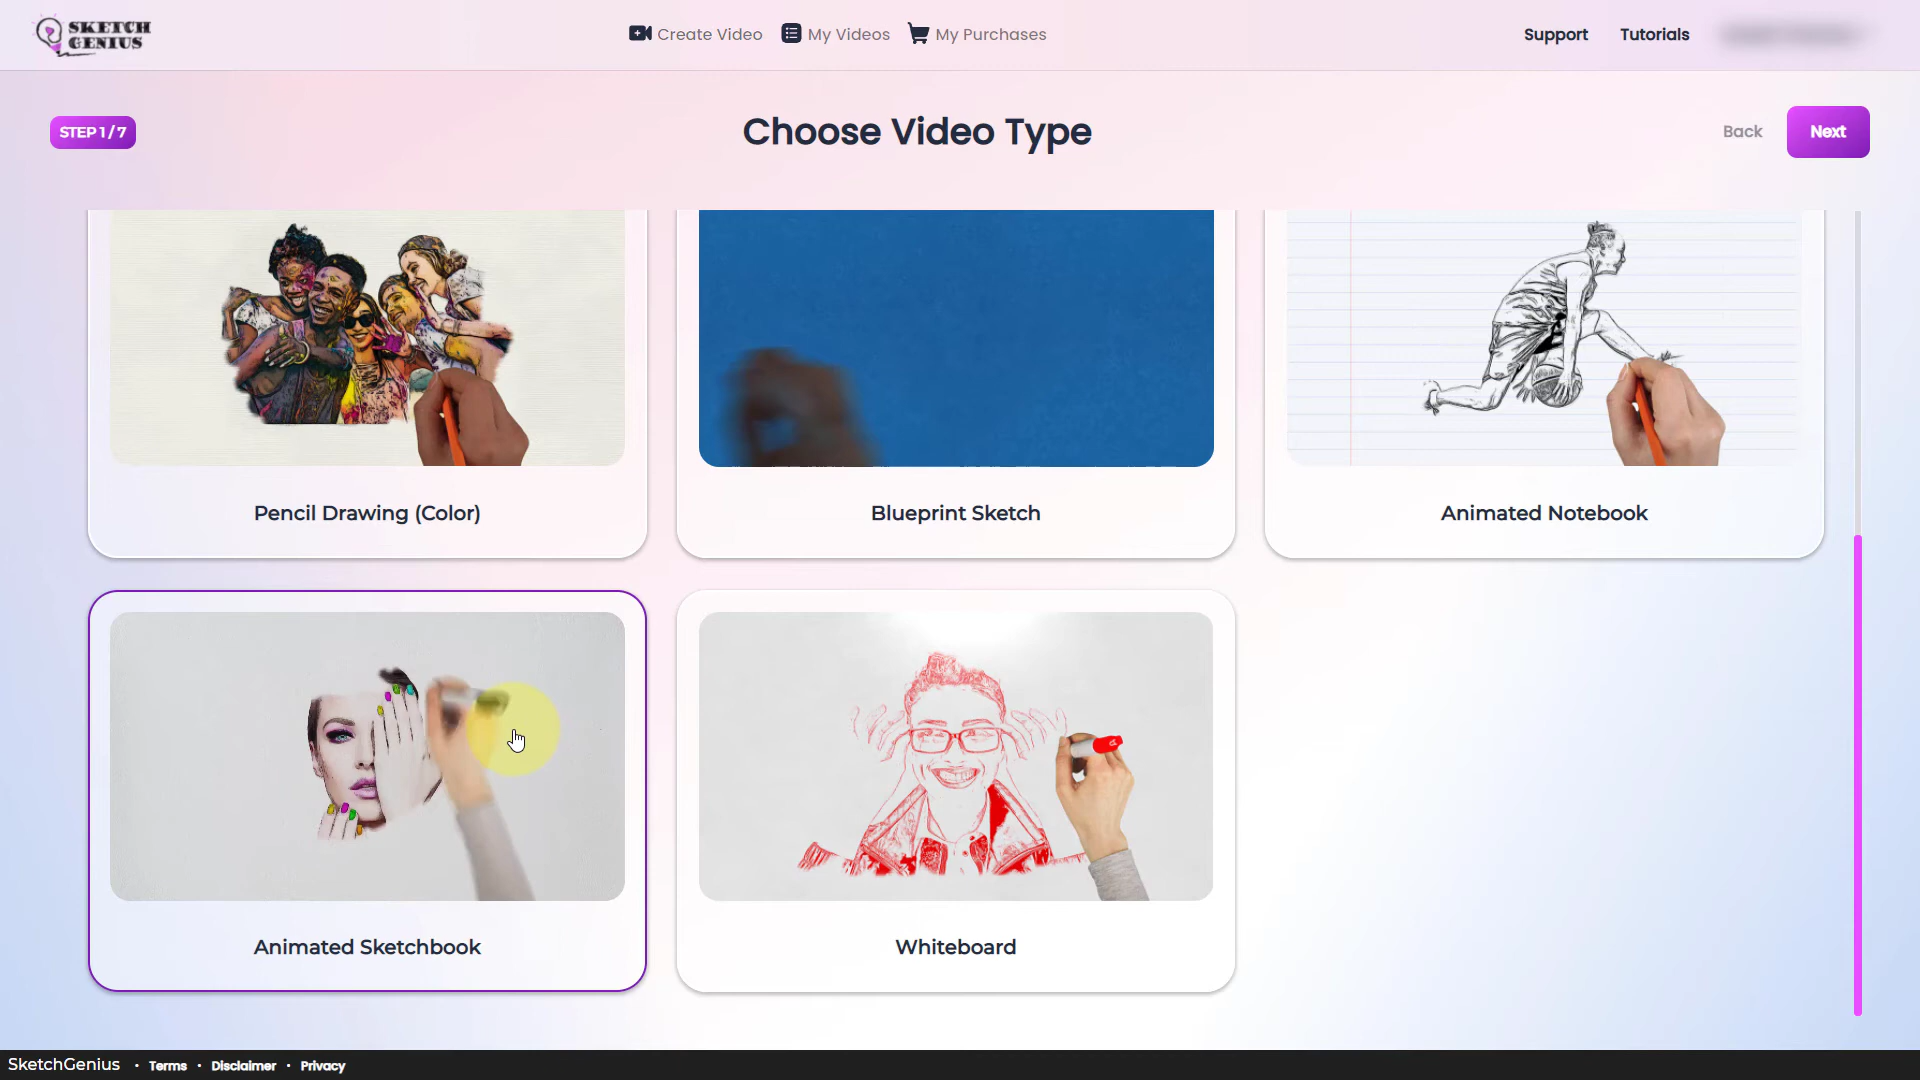 SKETCH
GENIUS
Create Video
My Videos
My Purchases
Support
Tutorials
STEP 1 / 7
Choose Video Type
Back
Next
Pencil Drawing (Color)
Blueprint Sketch
Animated Notebook
Animated Sketchbook
Whiteboard
SketchGenius • Terms • Disclaimer • Privacy